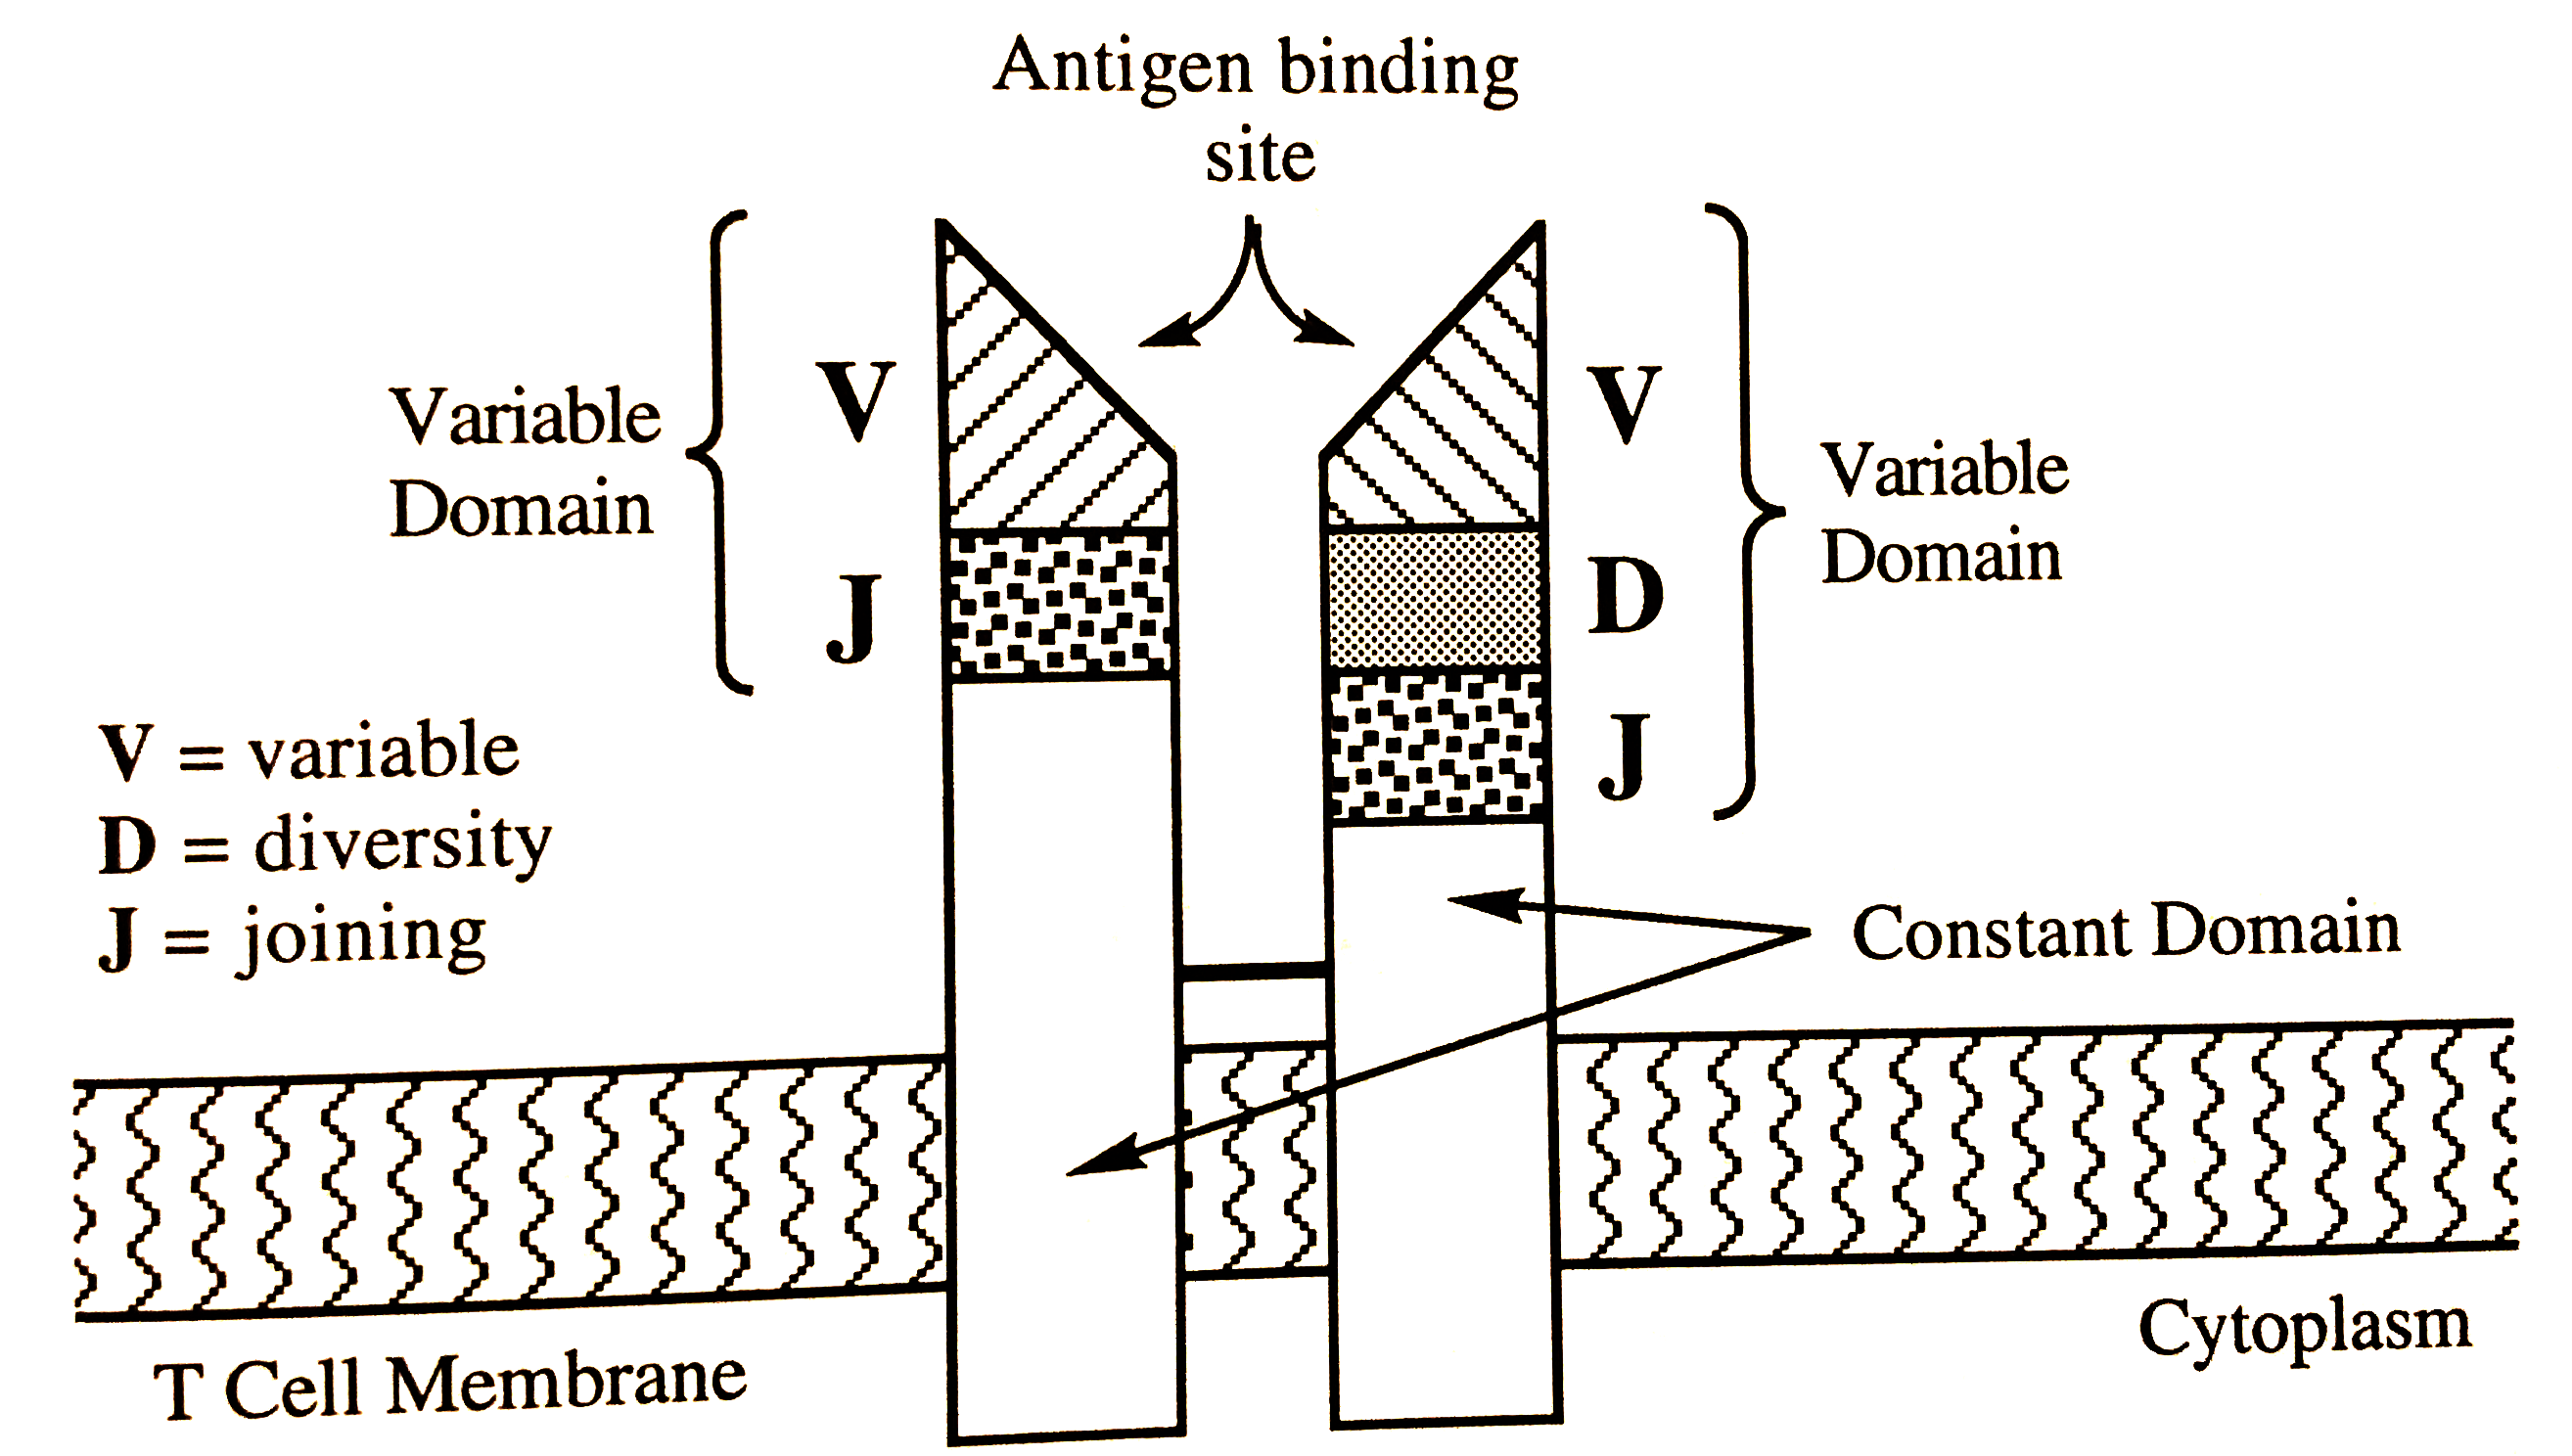 Antigen binding
site
Variable
Domain
V
J
V
D
J
Variable
Domain
V = variable
D = diversity
J = joining
Constant Domain
T Cell Membrane
Cytoplasm